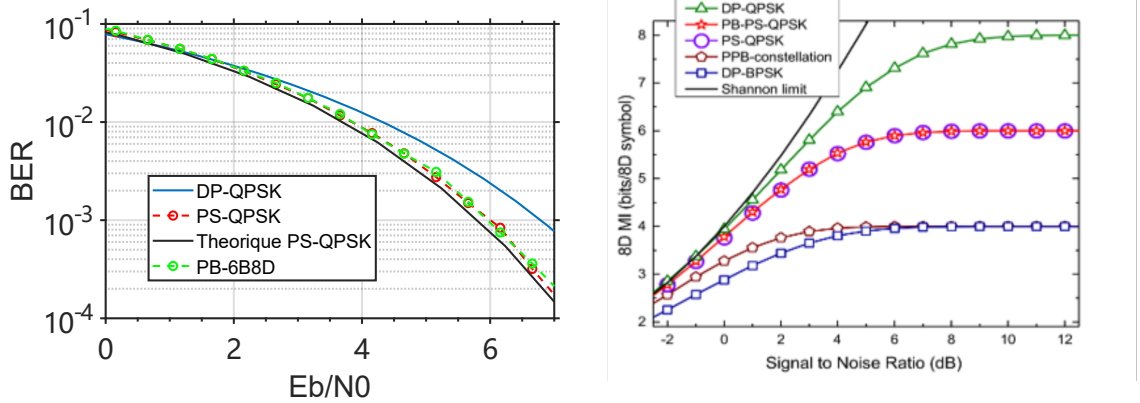 10-1
10-2
10-3
10-4
BER
DP-QPSK
PS-QPSK
Theorique PS-QPSK
PB-6B8D
0
2
4
6
Eb/N0
DP-QPSK
PB-PS-QPSK
PS-QPSK
PPB-constellation
DP-BPSK
Shannon limit
8
7
6
5
4
3
2
8D MI (bits/8D symbol)
-2
0
2
4
6
8
10
12
Signal to Noise Ratio (dB)